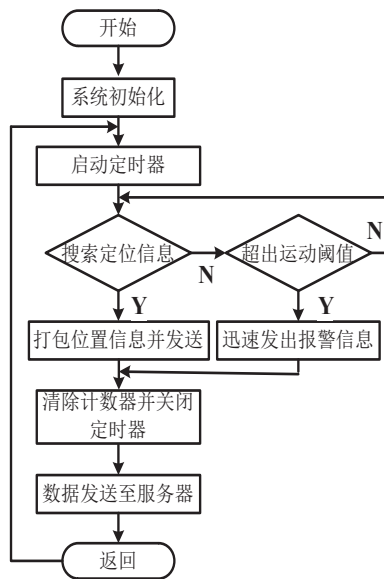 开始
系统初始化
启动定时器
搜索定位信息
N
超出运动阈值
N
Y
Y
打包位置信息并发送
迅速发出报警信息
清除计数器并关闭
定时器
数据发送至服务器
返回